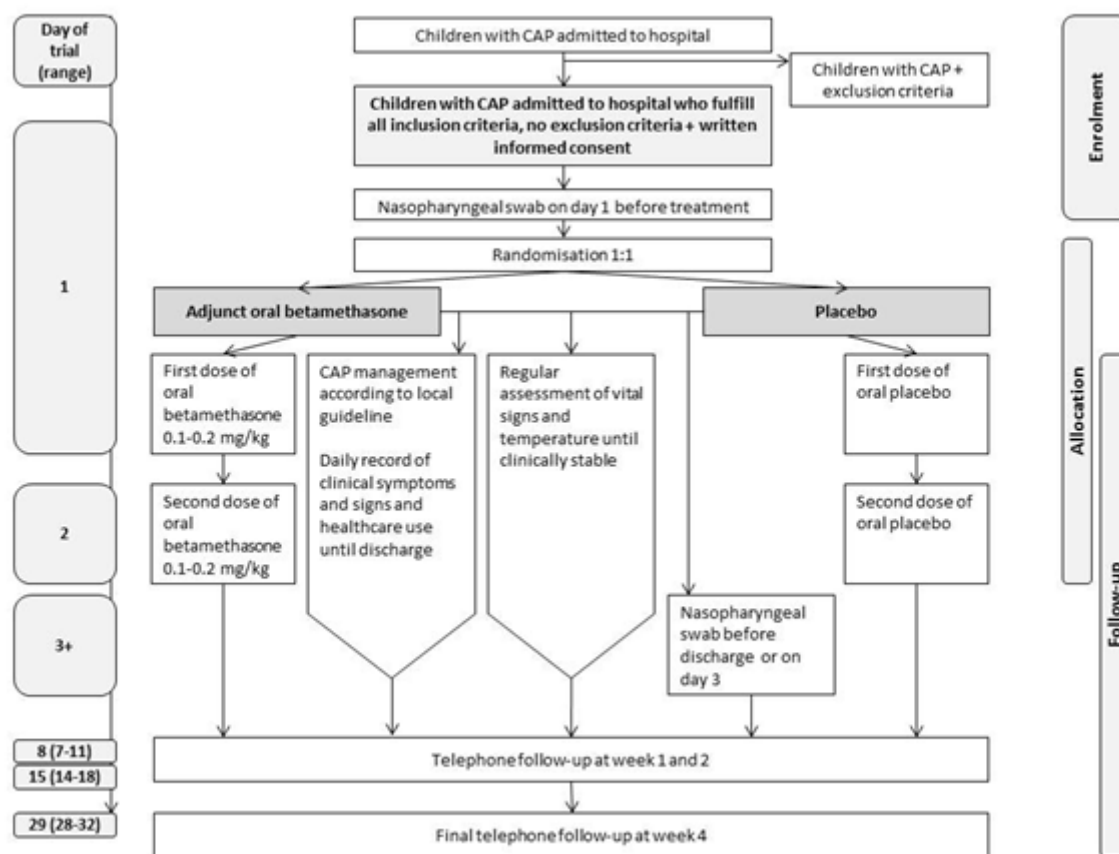 Day of
trial
(range)
Children with CAP admitted to hospital
Children with CAP +
exclusion criteria
Children with CAP admitted to hospital who fulfill
all inclusion criteria, no exclusion criteria + written
informed consent
Enrolment
Nasopharyngeal swab on day 1 before treatment
Randomisation 1:1
1
Adjunct oral betamethasone
Placebo
First dose of
oral
betamethasone
0.1-0.2 mg/kg
CAP management
according to local
guideline
Daily record of
clinical symptoms
and signs and
healthcare use
until discharge
Regular
assessment of vital
signs and
temperature until
clinically stable
First dose of
oral placebo
Allocation
2
Second dose of
oral
betamethasone
0.1-0.2 mg/kg
Second dose of
oral placebo
3+
Nasopharyngeal
swab before
discharge or on
day 3
Follow-up
8 (7-11)
15 (14-18)
Telephone follow-up at week 1 and 2
29 (28-32)
Final telephone follow-up at week 4